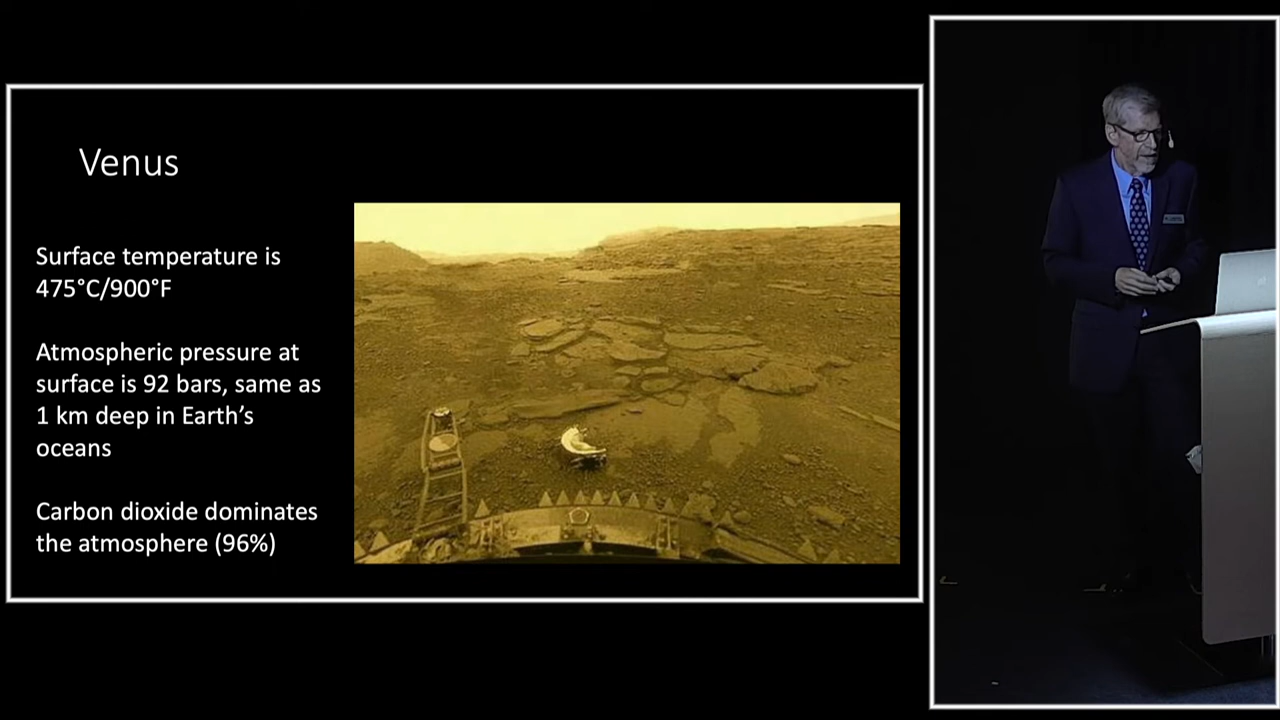 Venus
Surface temperature is
475°C/900°F
Atmospheric pressure at
surface is 92 bars, same as
1 km deep in Earth’s
oceans
Carbon dioxide dominates
the atmosphere (96%)